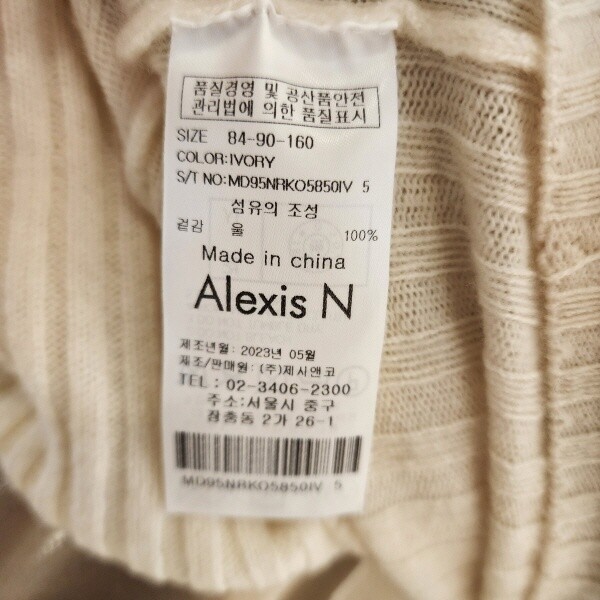 품질경영 및 공산품안전
관리법에 의한 품질표시
SIZE 84-90-160
COLOR:IVORY
S/T NO:MD95NRKO5850IV 5
섬유의 조성
겉감 울 100%
Made in china
Alexis N
제조년월: 2023년 05월
제조/판매원: (주)제시앤코
TEL : 02-3406-2300
주소:서울시 중구
장충동 2가 26-1
MD95NRKO5850IV 5